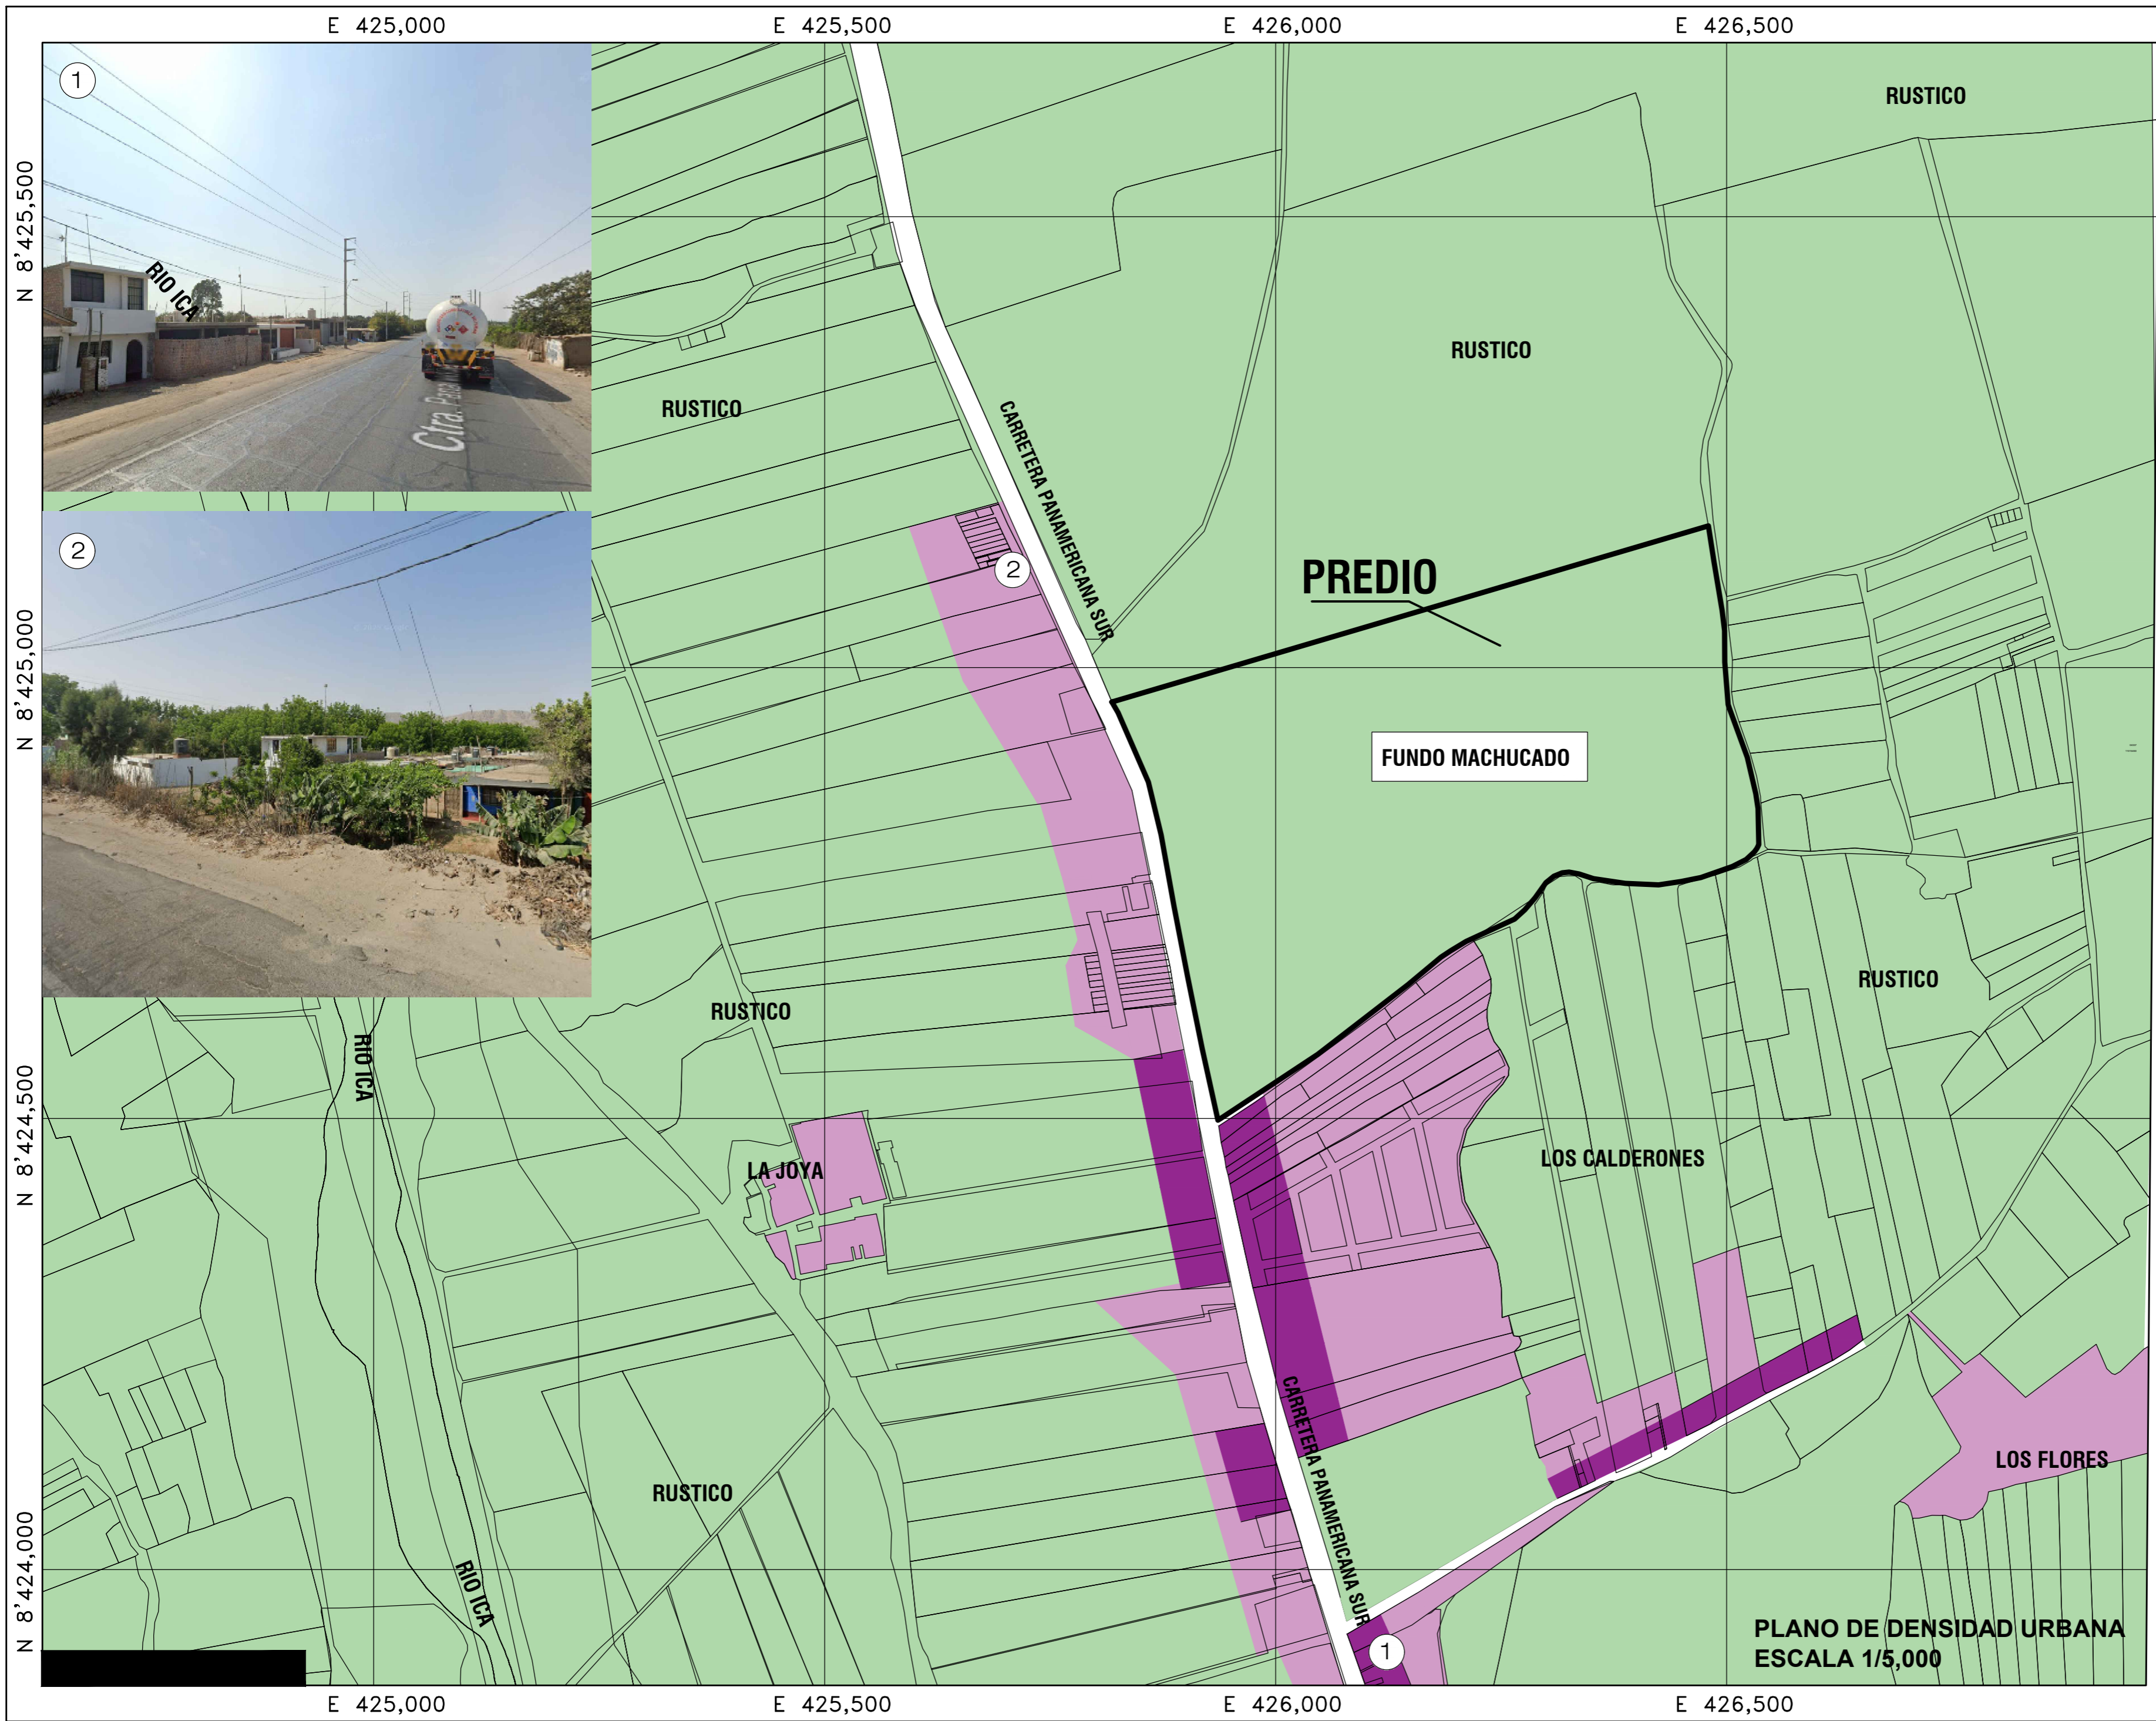 E 425,000
E 425,500
E 426,000
E 426,500
1
RUSTICO
N 8'425,500
RIO ICA
RUSTICO
RUSTICO
CARRETERA PANAMERICANA SUR
Ctra.
2
2
PREDIO
N 8'425,000
FUNDO MACHUCADO
RUSTICO
RUSTICO
RIO ICA
N 8'424,500
LA JOYA
LOS CALDERONES
CARRETERA PANAMERICANA SUR
LOS FLORES
RUSTICO
N 8'424,000
RIO ICA
1
PLANO DE DENSIDAD URBANA
ESCALA 1/5,000
E 425,000
E 425,500
E 426,000
E 426,500